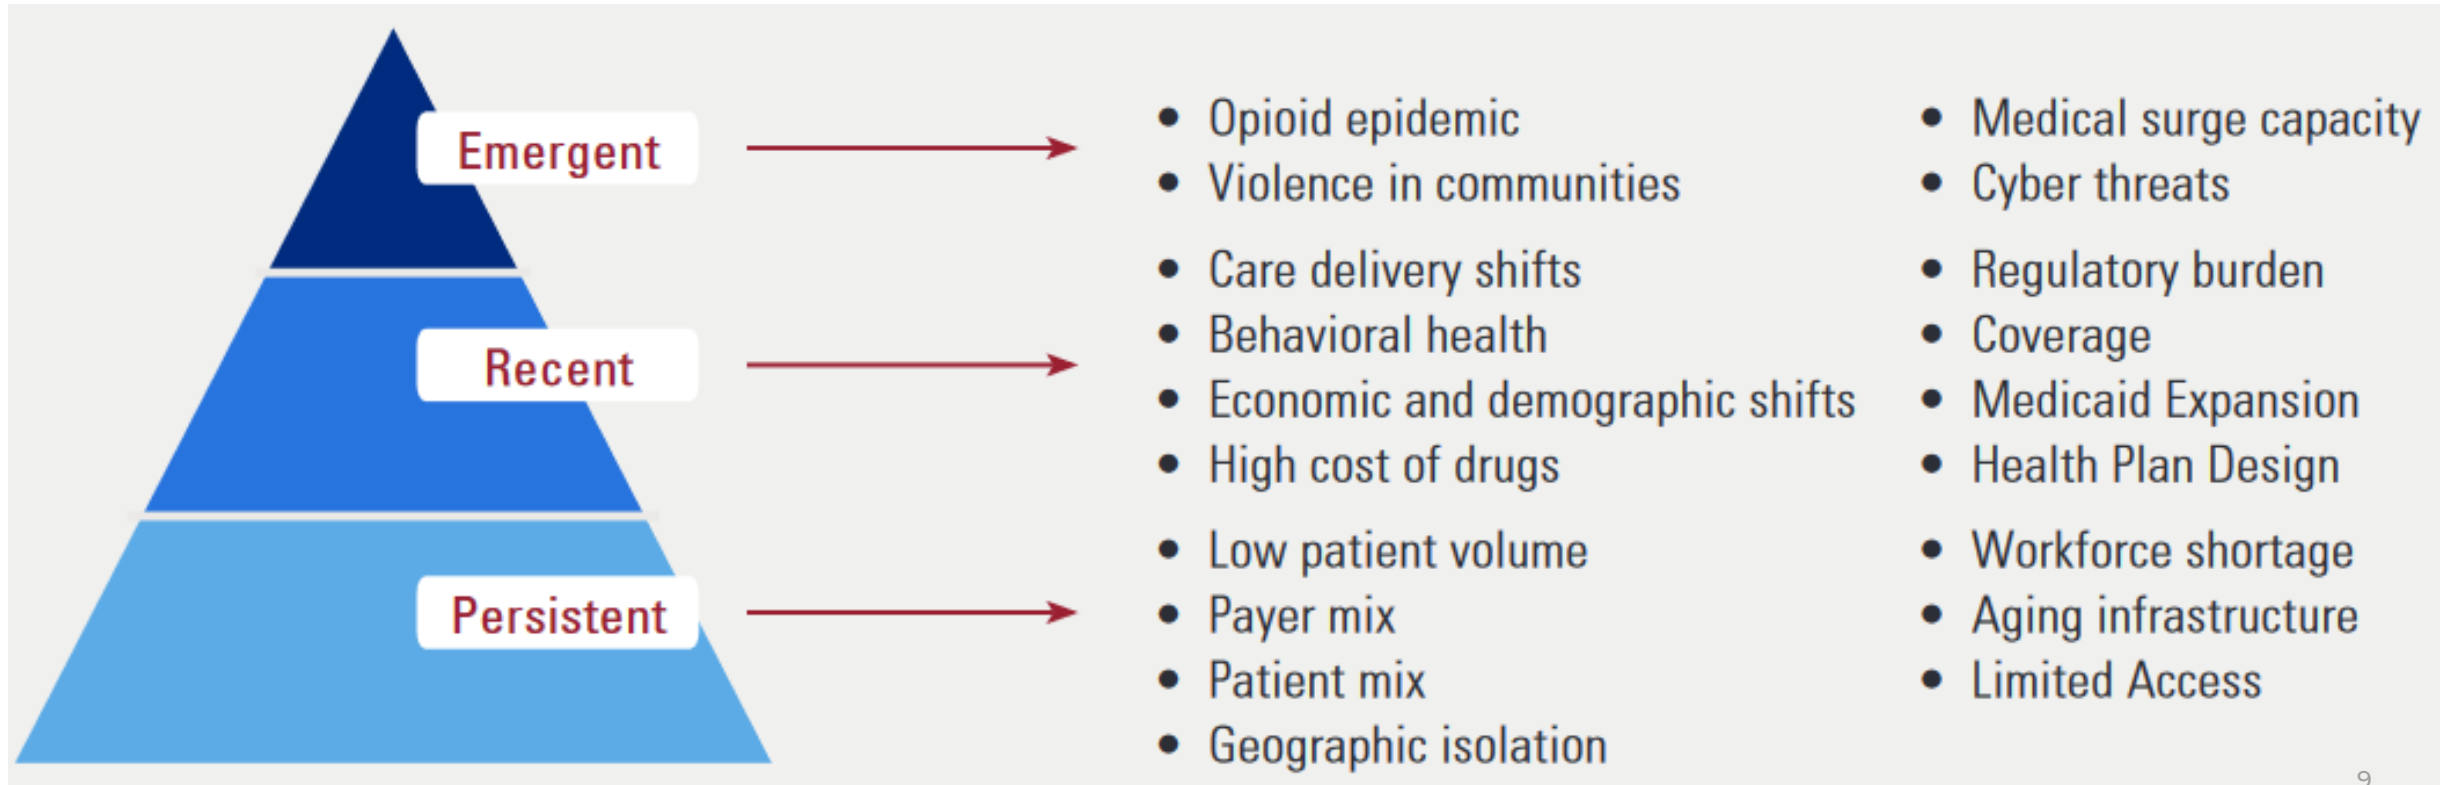 Emergent
• Opioid epidemic
• Violence in communities
• Medical surge capacity
• Cyber threats
Recent
• Care delivery shifts
• Behavioral health
• Economic and demographic shifts
• High cost of drugs
• Regulatory burden
• Coverage
• Medicaid Expansion
• Health Plan Design
Persistent
• Low patient volume
• Payer mix
• Patient mix
• Geographic isolation
• Workforce shortage
• Aging infrastructure
• Limited Access
9